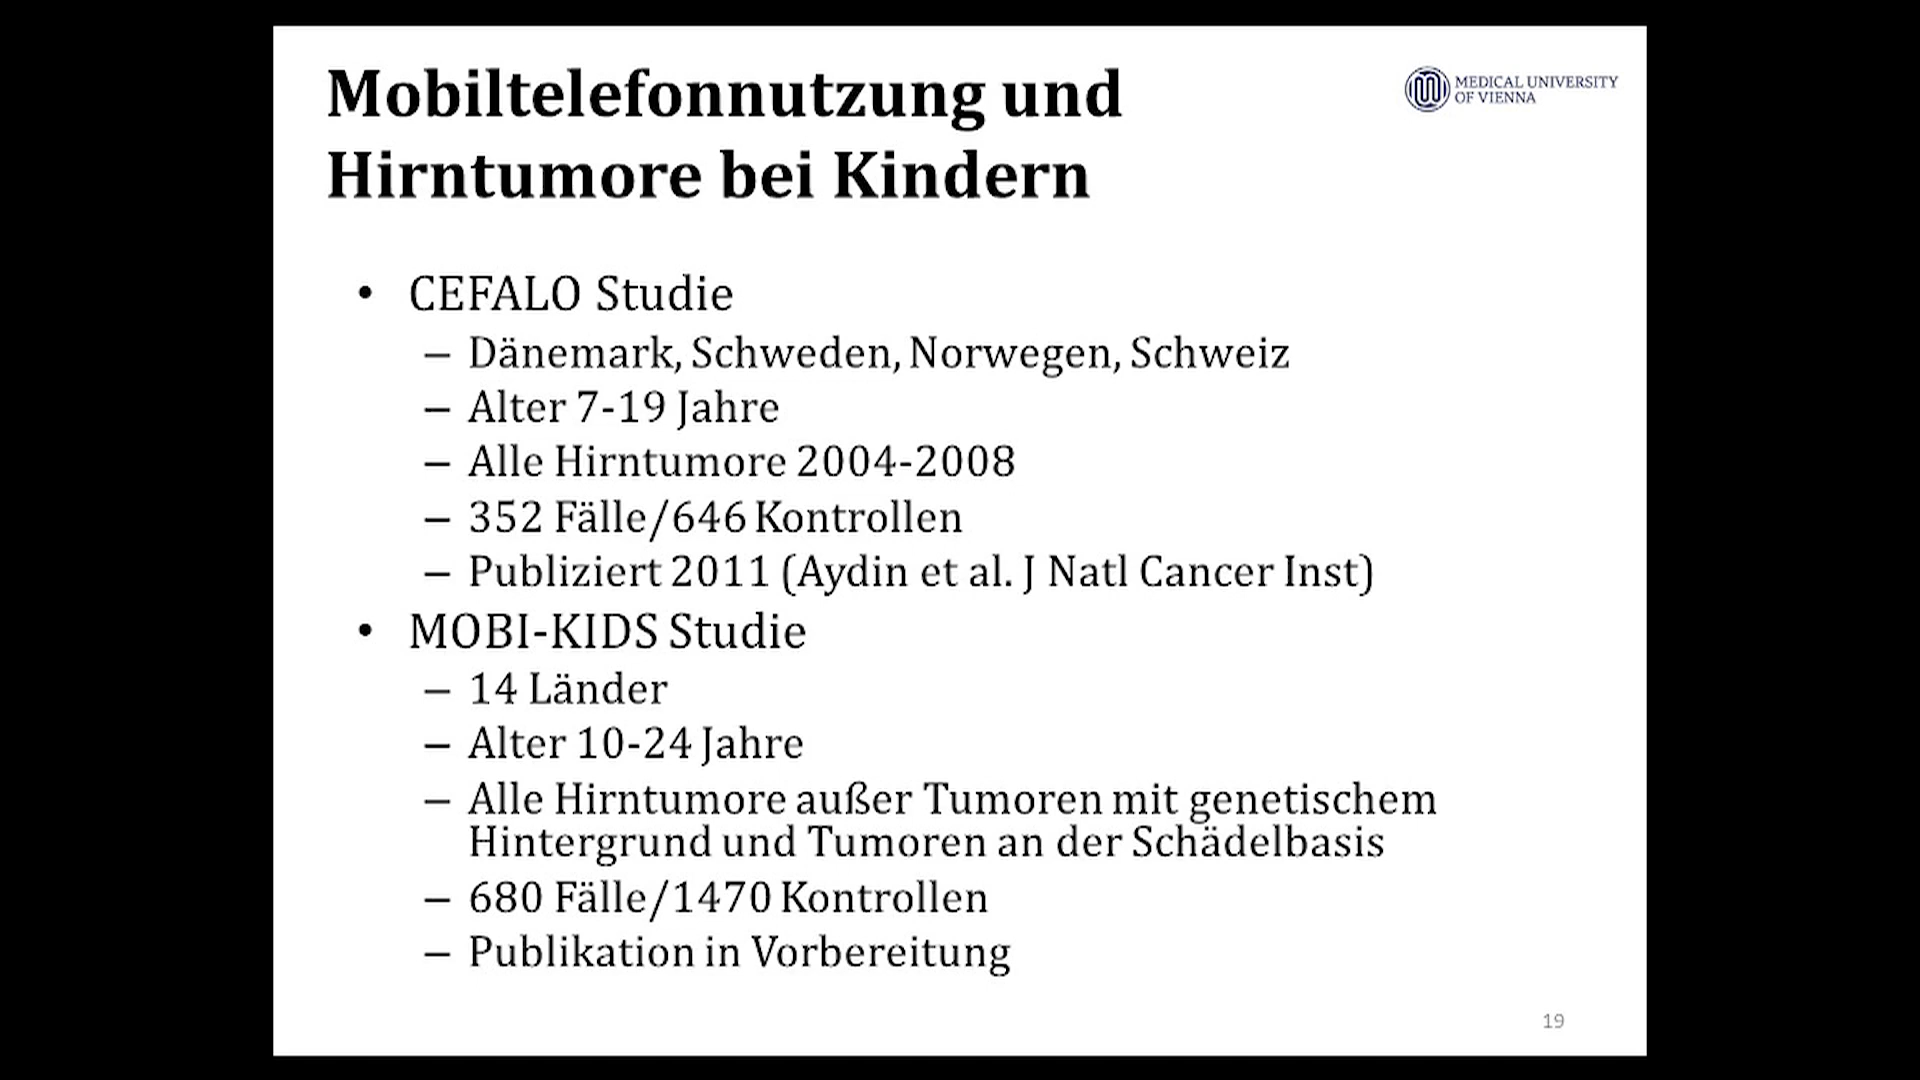 Mobiltelefonnutzung und
Hirntumore bei Kindern
MEDICAL UNIVERSITY
OF VIENNA
• CEFALO Studie
– Dänemark, Schweden, Norwegen, Schweiz
– Alter 7-19 Jahre
– Alle Hirntumore 2004-2008
– 352 Fälle/646 Kontrollen
– Publiziert 2011 (Aydin et al. J Natl Cancer Inst)
• MOBI-KIDS Studie
– 14 Länder
– Alter 10-24 Jahre
– Alle Hirntumore außer Tumoren mit genetischem
Hintergrund und Tumoren an der Schädelbasis
– 680 Fälle/1470 Kontrollen
– Publikation in Vorbereitung
19